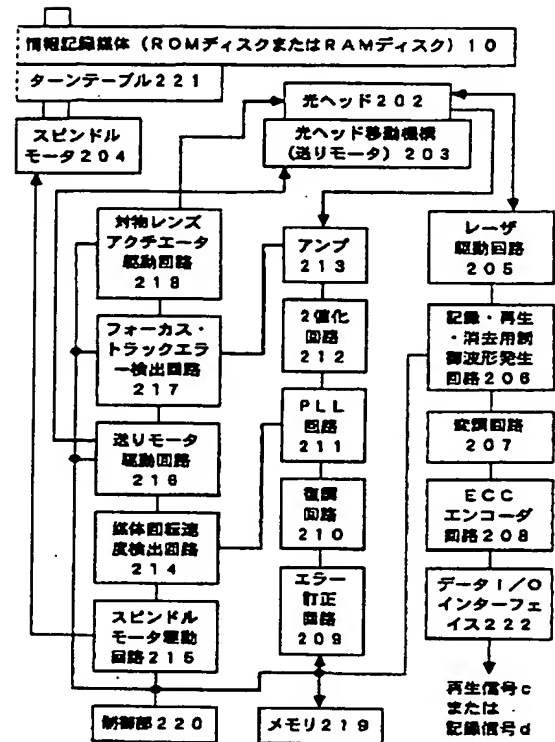 情報記録媒体（ROMディスクまたはRAMディスク）10
ターンテーブル221
スピンドル
モータ204
光ヘッド202
光ヘッド移動機構
(送りモータ)203
対物レンズ
アクチエータ
駆動回路
218
フォーカス・
トラックエラ
ー検出回路
217
送りモータ
駆動回路
216
媒体回転速
度検出回路
214
スピンドル
モータ駆動
回路215
制御部220
アンプ
213
2値化
回路
212
PLL
回路
211
復調
回路
210
エラー
訂正
回路
209
メモリ219
レーザ
駆動回路
205
記録・再生
・消去用制
御波形発生
回路206
変調回路
207
ECC
エンコーダ
回路208
データI/O
インターフェ
イス222
再生信号c
または
記録信号d